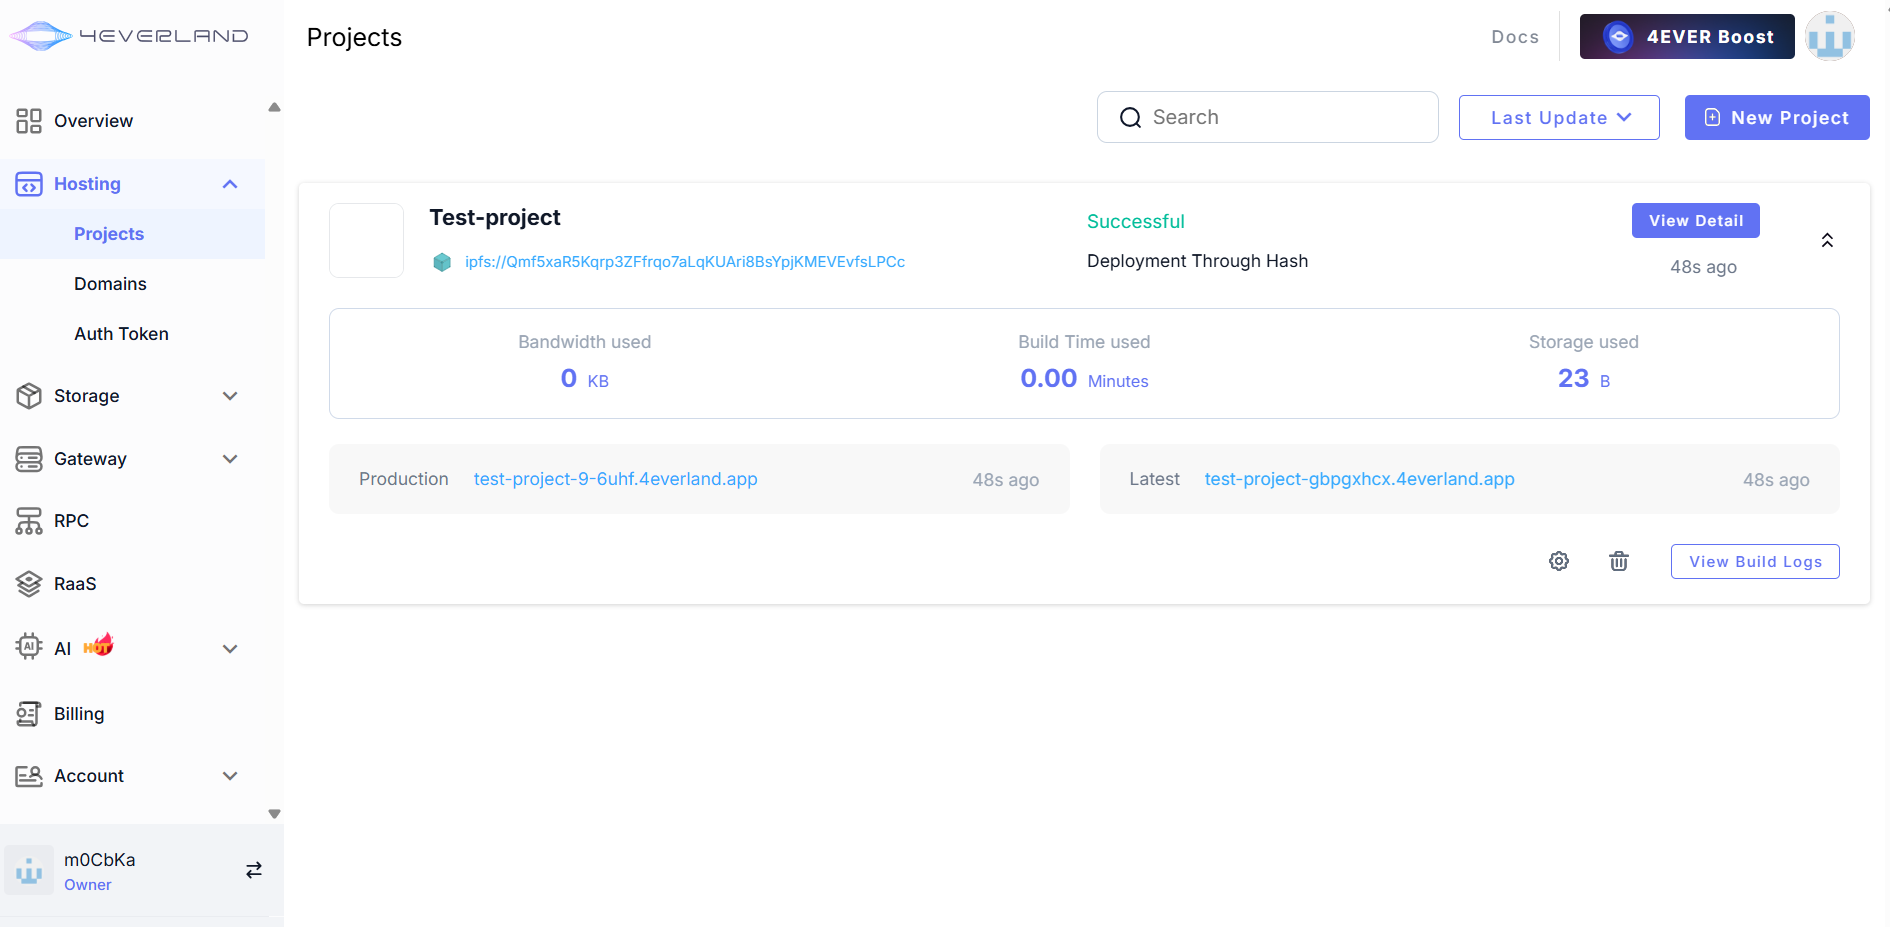 4EVERLAND
Projects
Docs
4EVER Boost
Overview
Hosting
Projects
Domains
Auth Token
Storage
Gateway
RPC
RaaS
AI HOT
Billing
Account
m0CbKa
Owner
Search
Last Update
New Project
Test-project
ipfs://Qmf5xaR5Kqrp3ZFfrqo7aLqKUAri8BsYpjKMEVEvfsLPCc
Successful
Deployment Through Hash
View Detail
48s ago
Bandwidth used
0 KB
Build Time used
0.00 Minutes
Storage used
23 B
Production test-project-9-6uhf.4everland.app 48s ago
Latest test-project-gbpgxhcx.4everland.app 48s ago
View Build Logs